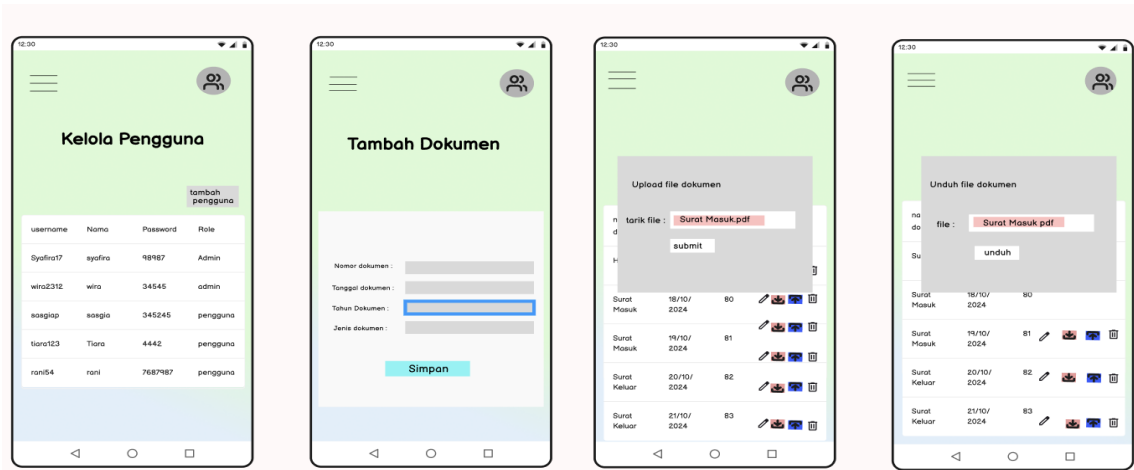 12:30
Kelola Pengguna
tambah
pengguna
username Nama Password Role
Syafira17 syafira 98987 Admin
wira2312 wira 34545 admin
sasgiap sasgia 345245 pengguna
tiara123 Tiara 4442 pengguna
rani54 rani 7687987 pengguna
12:30
Tambah Dokumen
Nomor dokumen :
Tanggal dokumen :
Tahun Dokumen :
Jenis dokumen :
Simpan
12:30
Upload file dokumen
tarik file : Surat Masuk.pdf
submit
n
d
H
Surat 18/10/ 80
Masuk 2024
Surat 19/10/ 81
Masuk 2024
Surat 20/10/ 82
Keluar 2024
Surat 21/10/ 83
Keluar 2024
12:30
Unduh file dokumen
na
do
file : Surat Masuk pdf
unduh
Su
Surat 18/10/ 80
Masuk 2024
Surat 19/10/ 81
Masuk 2024
Surat 20/10/ 82
Keluar 2024
Surat 21/10/ 83
Keluar 2024